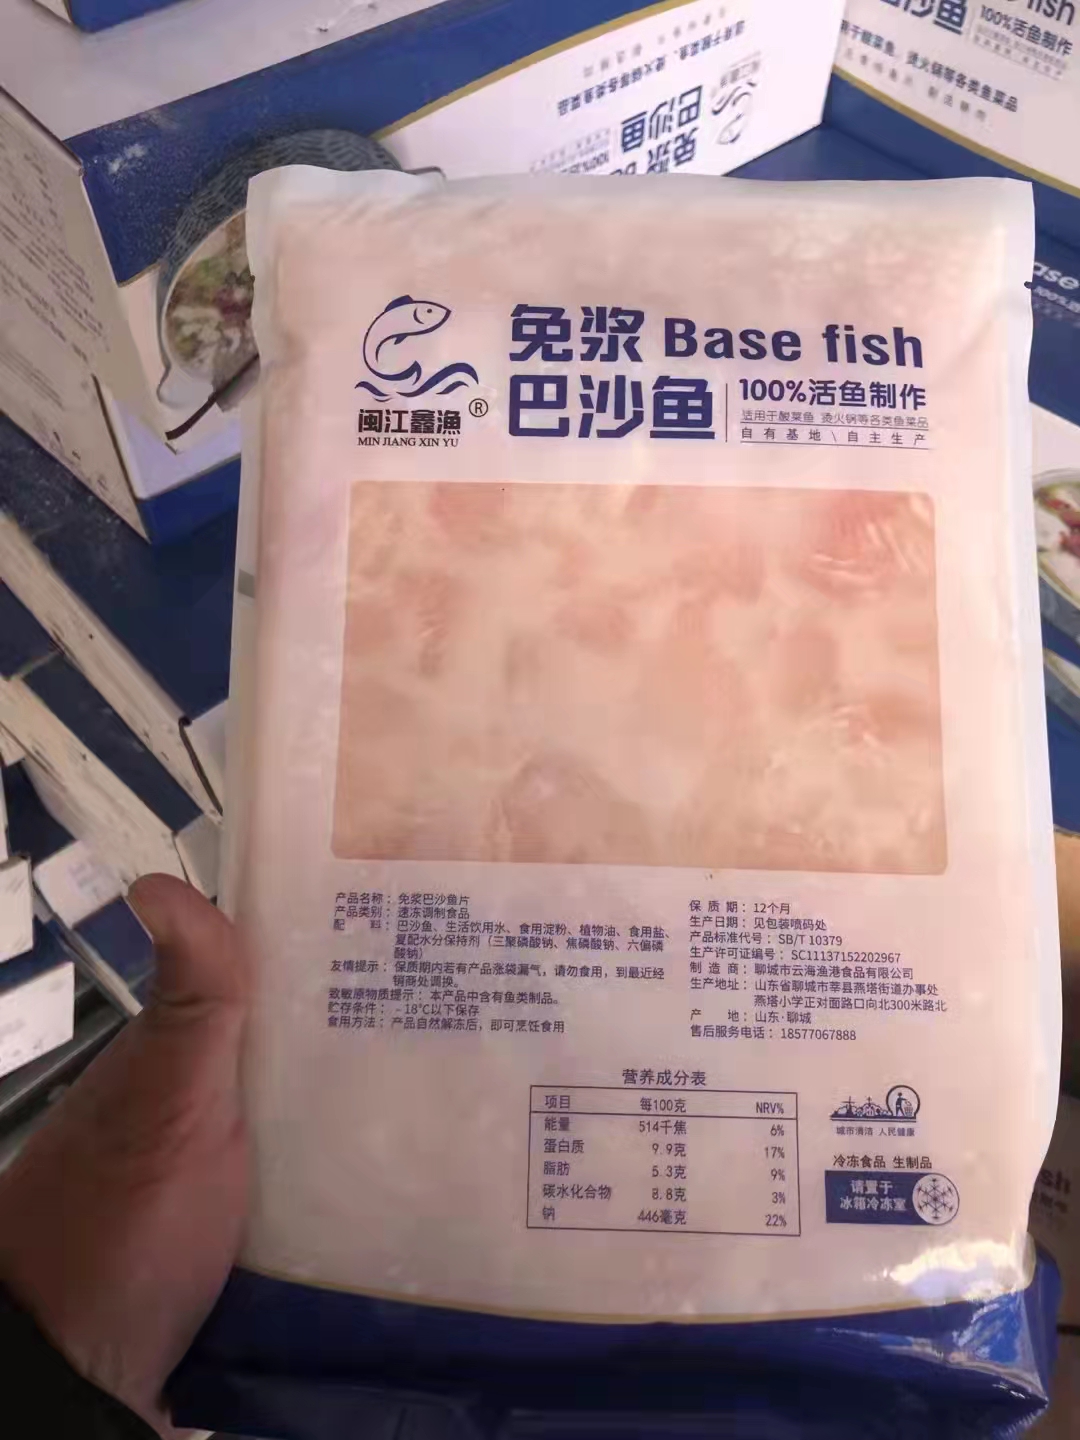 免浆 Base fish
巴沙鱼
100%活鱼制作
适用于酸菜鱼 烫火锅等各类鱼菜品
自有基地\自主生产
闽江鑫漁®
MIN JIANG XIN YU
产品名称：免浆巴沙鱼片
产品类别：速冻调制食品
配 料：巴沙鱼、生活饮用水、食用淀粉、植物油、食用盐、
复配水分保持剂（三聚磷酸钠、焦磷酸钠、六偏磷
酸钠）
友情提示：保质期内若有产品涨袋漏气，请勿食用，到最近经
销商处调换。
致敏原物质提示：本产品中含有鱼类制品。
贮存条件：-18℃以下保存
食用方法：产品自然解冻后，即可烹饪食用
保质期：12个月
生产日期：见包装喷码处
产品标准代号：SB/T 10379
生产许可证编号：SC11137152202967
制造商：聊城市云海渔港食品有限公司
生产地址：山东省聊城市莘县燕塔街道办事处
燕塔小学正对面路口向北300米路北
产 地：山东·聊城
售后服务电话：18577067888
营养成分表
项目 每100克 NRV%
能量 514千焦 6%
蛋白质 9.9克 17%
脂肪 5.3克 9%
碳水化合物 8.8克 3%
钠 446毫克 22%
城市清洁 人民健康
冷冻食品 生制品
请置于
冰箱冷冻室
巴沙鱼
100%活鱼制作
免浆
巴沙鱼